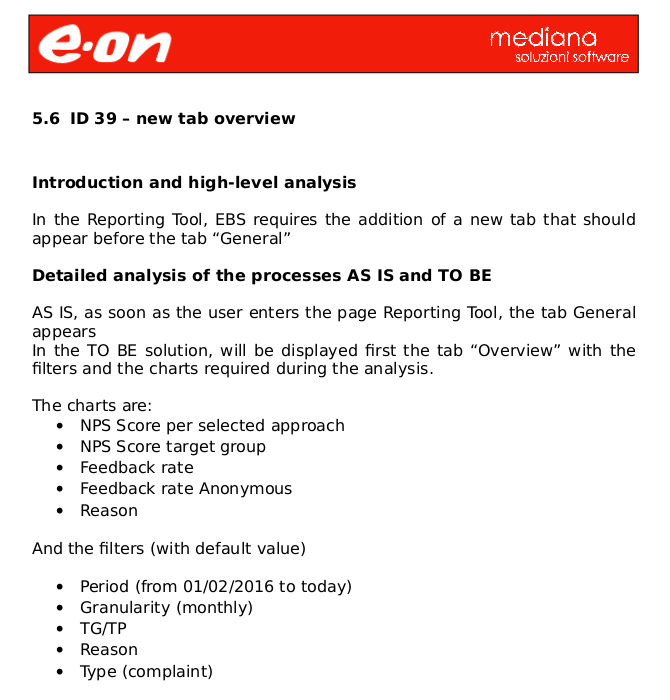 e·on
mediana
soluzioni software
5.6 ID 39 – new tab overview
Introduction and high-level analysis
In the Reporting Tool, EBS requires the addition of a new tab that should
appear before the tab “General”
Detailed analysis of the processes AS IS and TO BE
AS IS, as soon as the user enters the page Reporting Tool, the tab General
appears
In the TO BE solution, will be displayed first the tab “Overview” with the
filters and the charts required during the analysis.
The charts are:
• NPS Score per selected approach
• NPS Score target group
• Feedback rate
• Feedback rate Anonymous
• Reason
And the filters (with default value)
• Period (from 01/02/2016 to today)
• Granularity (monthly)
• TG/TP
• Reason
• Type (complaint)